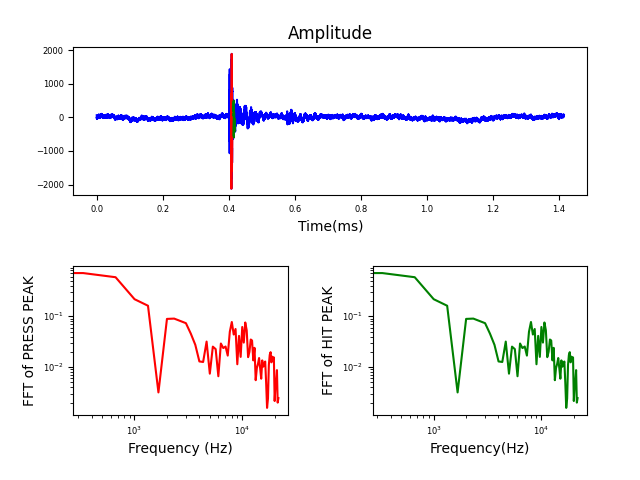 Amplitude
2000
1000
0
−1000
−2000
0.0 0.2 0.4 0.6 0.8 1.0 1.2 1.4
Time(ms)
FFT of PRESS PEAK
10⁻¹
10⁻²
10³ 10⁴
Frequency (Hz)
FFT of HIT PEAK
10⁻¹
10⁻²
10³ 10⁴
Frequency(Hz)